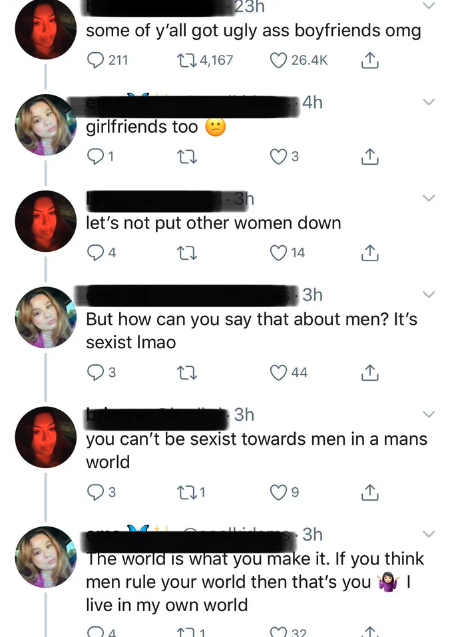 23h
some of y'all got ugly ass boyfriends omg
211 4,167 26.4K
4h
girlfriends too 😕
1 3
3h
let's not put other women down
4 14
3h
But how can you say that about men? It's
sexist lmao
3 44
3h
you can't be sexist towards men in a mans
world
3 1 9
3h
The world is what you make it. If you think
men rule your world then that's you 🤷🏻‍♀️ I
live in my own world
4 1 32